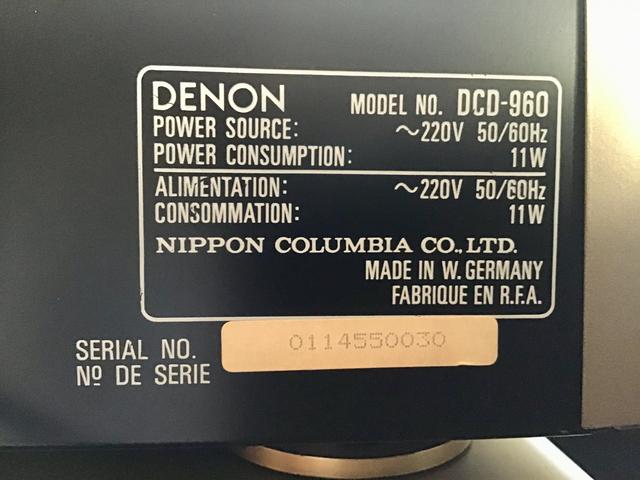 DENON MODEL NO. DCD-960
POWER SOURCE: ~220V 50/60Hz
POWER CONSUMPTION: 11W
ALIMENTATION: ~220V 50/60Hz
CONSOMMATION: 11W
NIPPON COLUMBIA CO., LTD.
MADE IN W. GERMANY
FABRIQUE EN R.F.A.
SERIAL NO. 0114550030
Nº DE SERIE